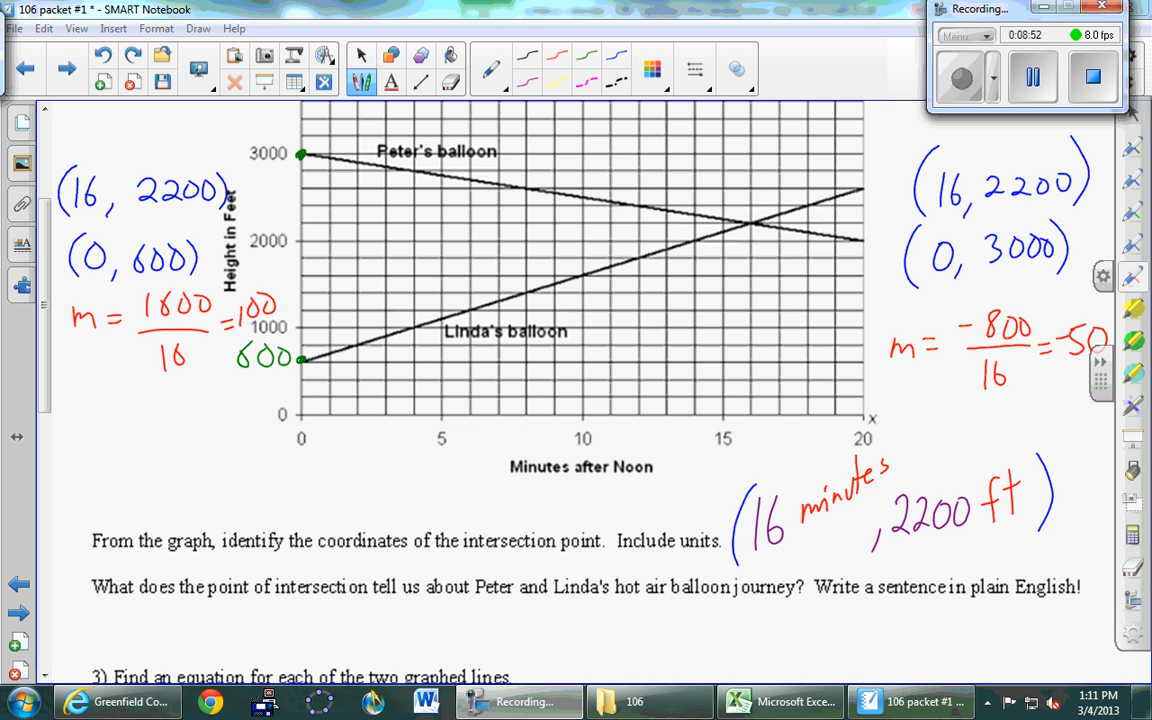 106 packet #1 * - SMART Notebook
Recording...
File Edit View Insert Format Draw Help
Menu
0:08:52
8.0 fps
3000
Peter's balloon
(16, 2200)
(16, 2200)
2000
(0, 600)
(0, 3000)
Height in Feet
m = 1600/16 = 100
1000
Linda's balloon
m = -800/16 = -50
600
0
x
0 5 10 15 20
Minutes after Noon
(16 minutes, 2200 ft)
From the graph, identify the coordinates of the intersection point. Include units.
What does the point of intersection tell us about Peter and Linda's hot air balloon journey? Write a sentence in plain English!
3) Find an equation for each of the two graphed lines.
Greenfield Co...
Recording...
106
Microsoft Exce...
106 packet #1 ...
1:11 PM
3/4/2013